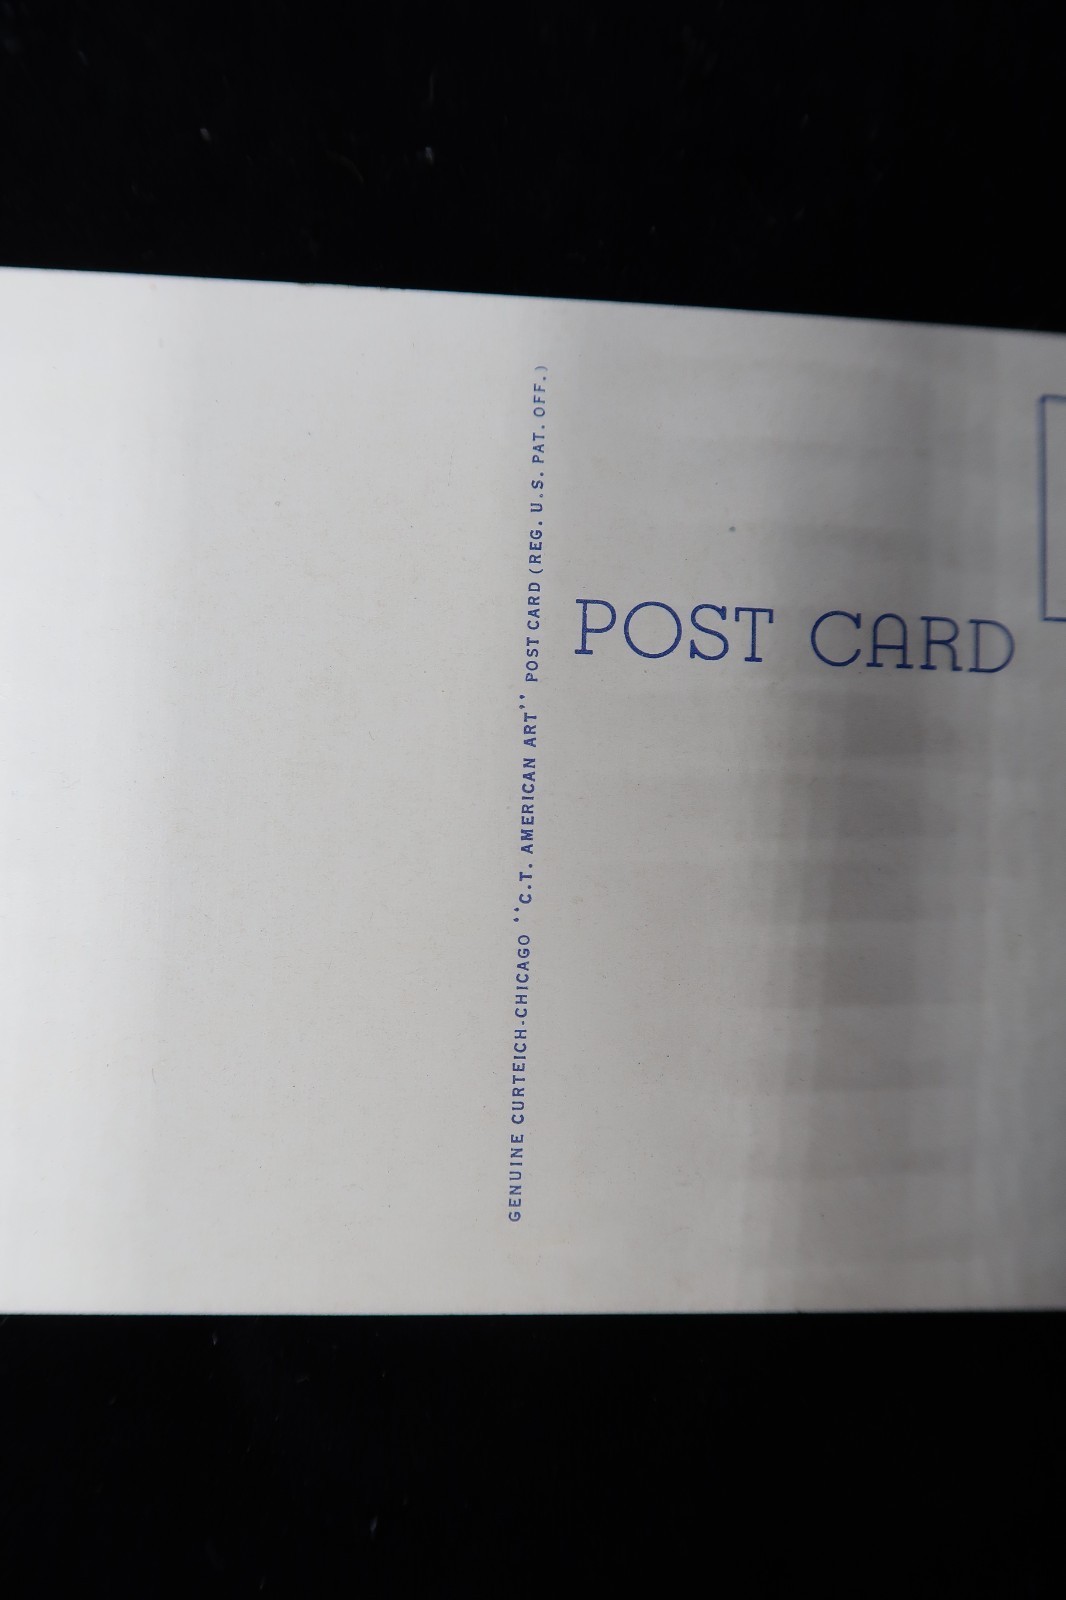 GENUINE CURTEICH-CHICAGO "C.T. AMERICAN ART" POST CARD (REG. U.S. PAT. OFF.)
POST CARD